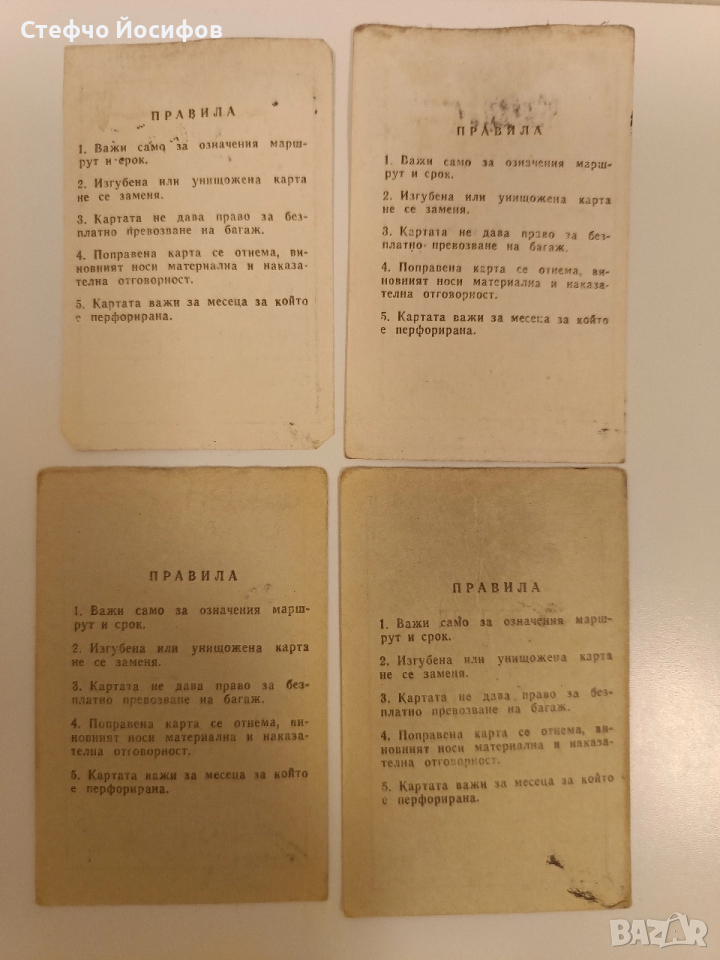 Стефчо Йосифов
ПРАВИЛА
1. Важи само за означения марш-
рут и срок.
2. Изгубена или унищожена карта
не се заменя.
3. Картата не дава право за без-
платно превозване на багаж.
4. Поправена карта се отнема, ви-
новният носи материална и наказа-
телна отговорност.
5. Картата важи за месеца за който
е перфорирана.
ПРАВИЛА
1. Важи само за означения марш-
рут и срок.
2. Изгубена или унищожена карта
не се заменя.
3. Картата не дава право за без-
платно превозване на багаж.
4. Поправена карта се отнема, ви-
новният носи материална и наказа-
телна отговорност.
5. Картата важи за месеца за който
е перфорирана.
ПРАВИЛА
1. Важи само за означения марш-
рут и срок.
2. Изгубена или унищожена карта
не се заменя.
3. Картата не дава право за без-
платно превозване на багаж.
4. Поправена карта се отнема, ви-
новният носи материална и наказа-
телна отговорност.
5. Картата важи за месеца за който
е перфорирана.
ПРАВИЛА
1. Важи само за означения марш-
рут и срок.
2. Изгубена или унищожена карта
не се заменя.
3. Картата не дава право за без-
платно превозване на багаж.
4. Поправена карта се отнема, ви-
новният носи материална и наказа-
телна отговорност.
5. Картата важи за месеца за който
е перфорирана.
BAZAR